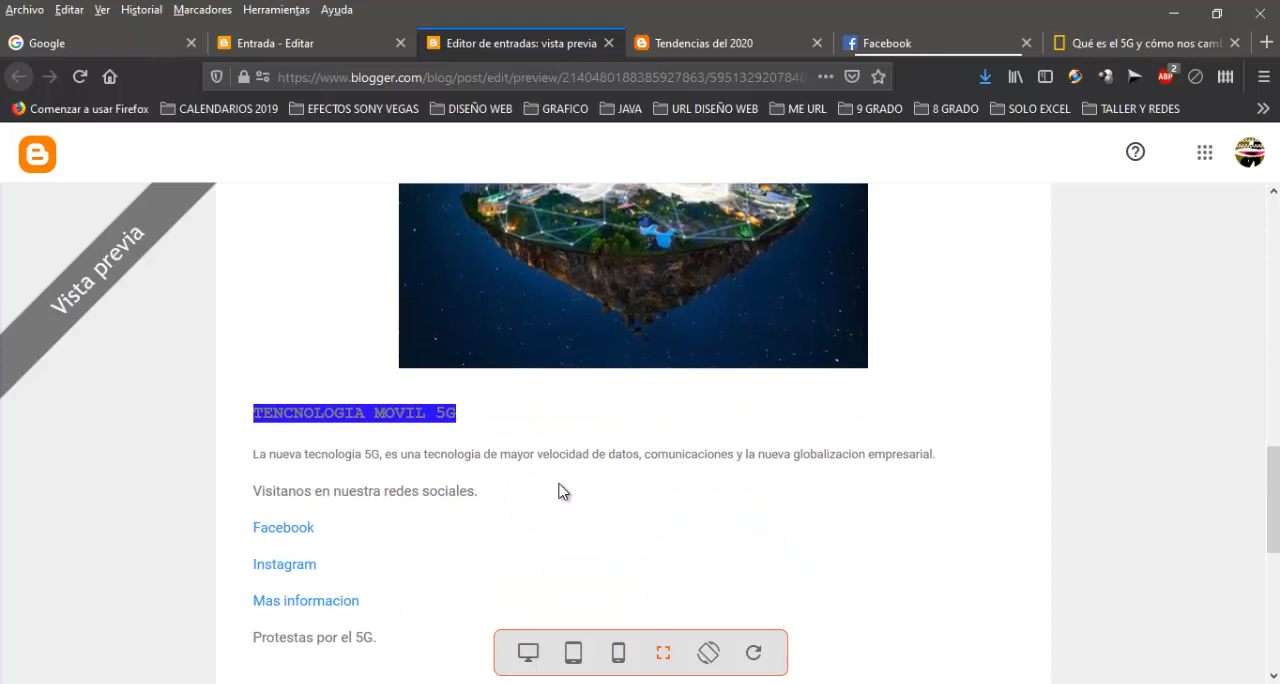 Archivo Editar Ver Historial Marcadores Herramientas Ayuda
Google Entrada - Editar Editor de entradas: vista previa Tendencias del 2020 Facebook Qué es el 5G y cómo nos caml
https://www.blogger.com/blog/post/edit/preview/2140480188385927863/595132920784 2
Comenzar a usar Firefox CALENDARIOS 2019 EFECTOS SONY VEGAS DISEÑO WEB GRAFICO JAVA URL DISEÑO WEB ME URL 9 GRADO 8 GRADO SOLO EXCEL TALLER Y REDES
Vista previa
TENCNOLOGIA MOVIL 5G
La nueva tecnologia 5G, es una tecnologia de mayor velocidad de datos, comunicaciones y la nueva globalizacion empresarial.
Visitanos en nuestra redes sociales.
Facebook
Instagram
Mas informacion
Protestas por el 5G.